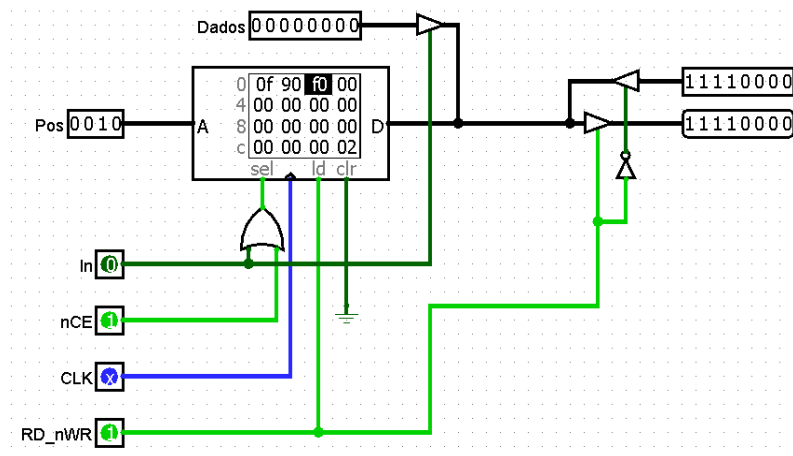 Dados 00000000
0 0f 90 f0 00
4 00 00 00 00
8 00 00 00 00
c 00 00 00 02
Pos 0010
A
D
sel ld clr
11110000
11110000
In 0
nCE 1
CLK x
RD_nWR 1